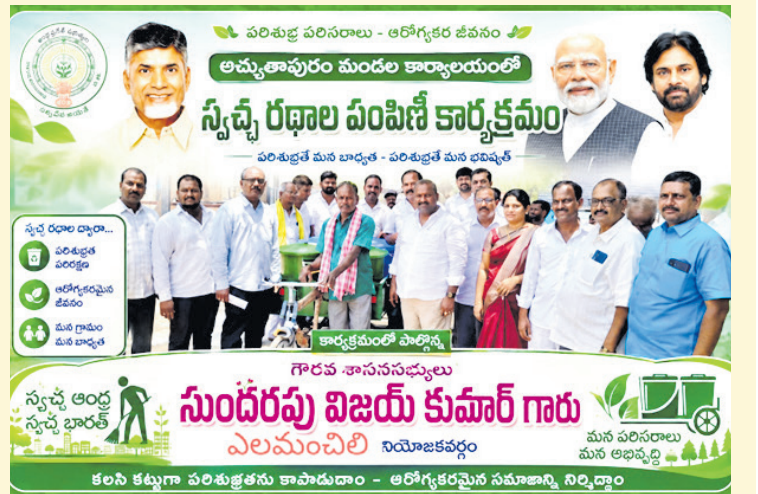 పరిశుభ్ర పరిసరాలు - ఆరోగ్యకర జీవనం
అచ్యుతాపురం మండల కార్యాలయంలో
స్వచ్ఛ రథాల పంపిణీ కార్యక్రమం
పరిశుభ్రతే మన బాధ్యత - పరిశుభ్రతే మన భవిష్యత్
స్వచ్ఛ రథాల ద్వారా...
పరిశుభ్రత
పరిరక్షణ
ఆరోగ్యకరమైన
జీవనం
మన గ్రామం
మన బాధ్యత
కార్యక్రమంలో పాల్గొన్న
గౌరవ శాసనసభ్యులు
సుందరపు విజయ్ కుమార్ గారు
ఎలమంచిలి నియోజకవర్గం
స్వచ్ఛ ఆంధ్ర
స్వచ్ఛ భారత్
మన పరిసరాలు
మన అభివృద్ధి
కలసి కట్టుగా పరిశుభ్రతను కాపాడుదాం - ఆరోగ్యకరమైన సమాజాన్ని నిర్మిద్దాం